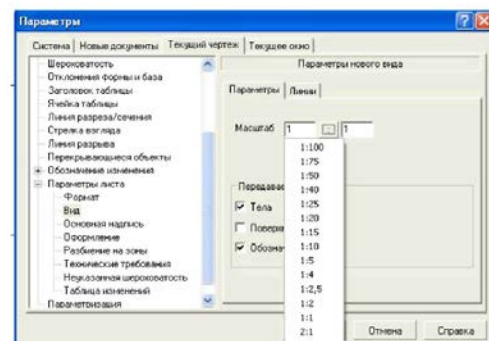 Параметры
Система Новые документы Текущий чертеж Текущее окно
Шероховатость
Отклонения формы и база
Заголовок таблицы
Ячейка таблицы
Линия разреза/сечения
Стрелка взгляда
Линия разрыва
Перекрывающиеся объекты
Обозначение изменения
Параметры листа
Формат
Вид
Основная надпись
Оформление
Разбиение на зоны
Технические требования
Неуказанная шероховатость
Таблица изменений
Параметризация
Параметры нового вида
Параметры Линии
Масштаб 1 : 1
1:100
1:75
1:50
1:40
1:25
1:20
1:15
1:10
1:5
1:4
1:2,5
1:2
1:1
2:1
Передавае
Тела
Поверхн
Обознач
Отмена Справка